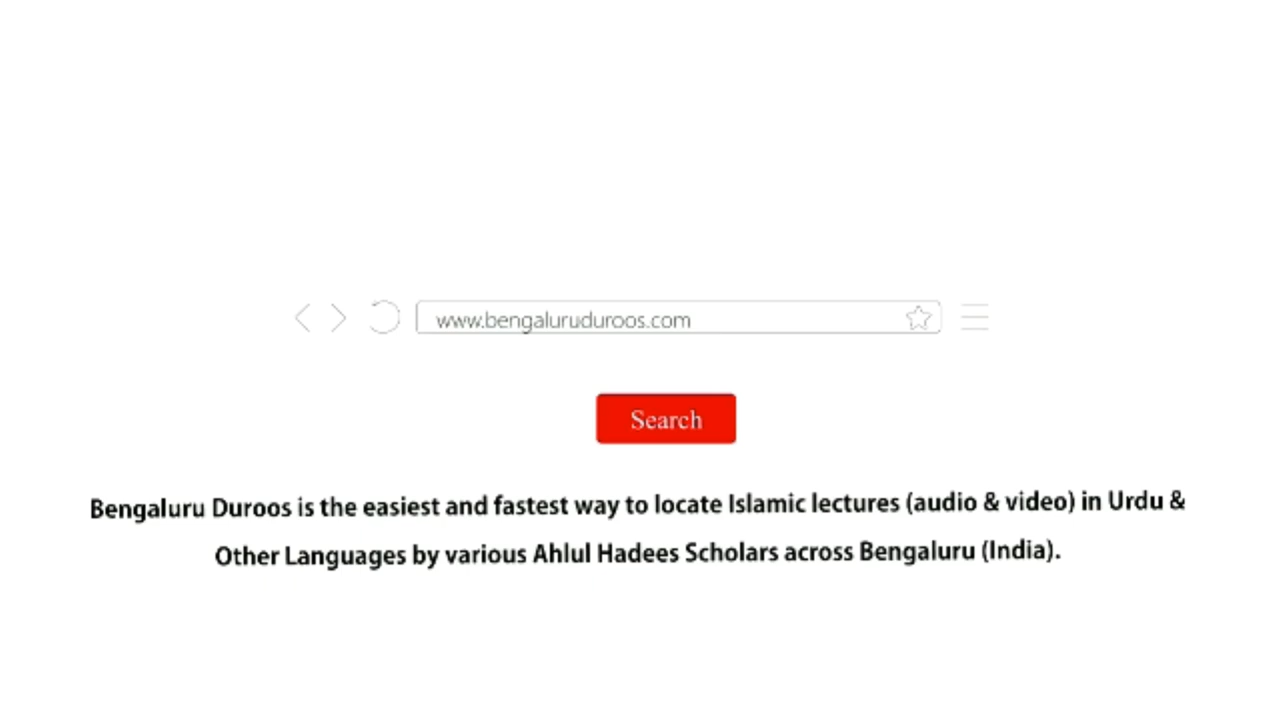 www.bengaluruduroos.com
Search
Bengaluru Duroos is the easiest and fastest way to locate Islamic lectures (audio & video) in Urdu &
Other Languages by various Ahlul Hadees Scholars across Bengaluru (India).